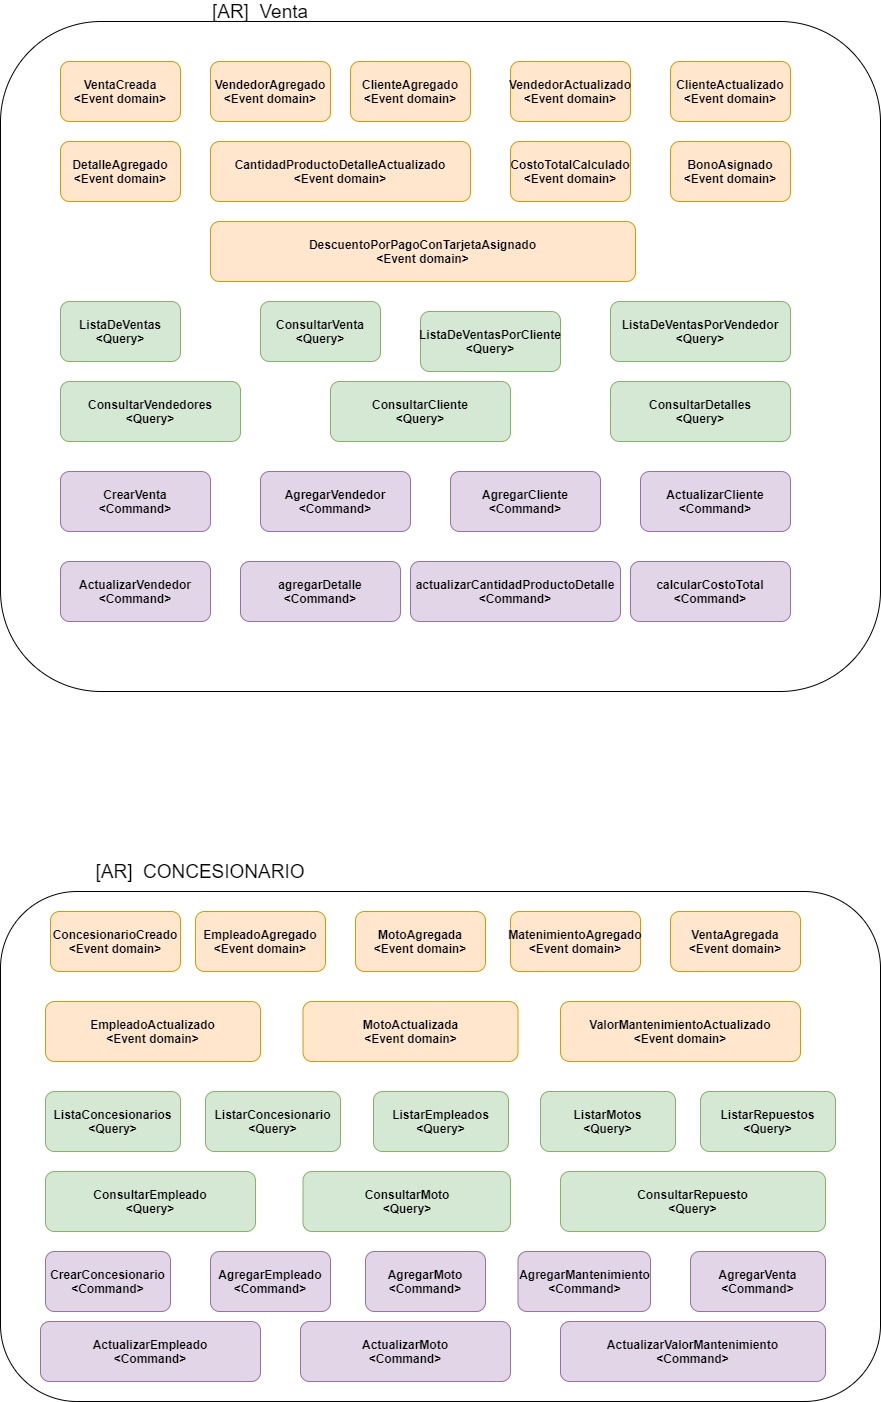 [AR]  Venta
VentaCreada
<Event domain>
VendedorAgregado
<Event domain>
ClienteAgregado
<Event domain>
VendedorActualizado
<Event domain>
ClienteActualizado
<Event domain>
DetalleAgregado
<Event domain>
CantidadProductoDetalleActualizado
<Event domain>
CostoTotalCalculado
<Event domain>
BonoAsignado
<Event domain>
DescuentoPorPagoConTarjetaAsignado
<Event domain>
ListaDeVentas
<Query>
ConsultarVenta
<Query>
ListaDeVentasPorCliente
<Query>
ListaDeVentasPorVendedor
<Query>
ConsultarVendedores
<Query>
ConsultarCliente
<Query>
ConsultarDetalles
<Query>
CrearVenta
<Command>
AgregarVendedor
<Command>
AgregarCliente
<Command>
ActualizarCliente
<Command>
ActualizarVendedor
<Command>
agregarDetalle
<Command>
actualizarCantidadProductoDetalle
<Command>
calcularCostoTotal
<Command>
[AR]  CONCESIONARIO
ConcesionarioCreado
<Event domain>
EmpleadoAgregado
<Event domain>
MotoAgregada
<Event domain>
MatenimientoAgregado
<Event domain>
VentaAgregada
<Event domain>
EmpleadoActualizado
<Event domain>
MotoActualizada
<Event domain>
ValorMantenimientoActualizado
<Event domain>
ListaConcesionarios
<Query>
ListarConcesionario
<Query>
ListarEmpleados
<Query>
ListarMotos
<Query>
ListarRepuestos
<Query>
ConsultarEmpleado
<Query>
ConsultarMoto
<Query>
ConsultarRepuesto
<Query>
CrearConcesionario
<Command>
AgregarEmpleado
<Command>
AgregarMoto
<Command>
AgregarMantenimiento
<Command>
AgregarVenta
<Command>
ActualizarEmpleado
<Command>
ActualizarMoto
<Command>
ActualizarValorMantenimiento
<Command>